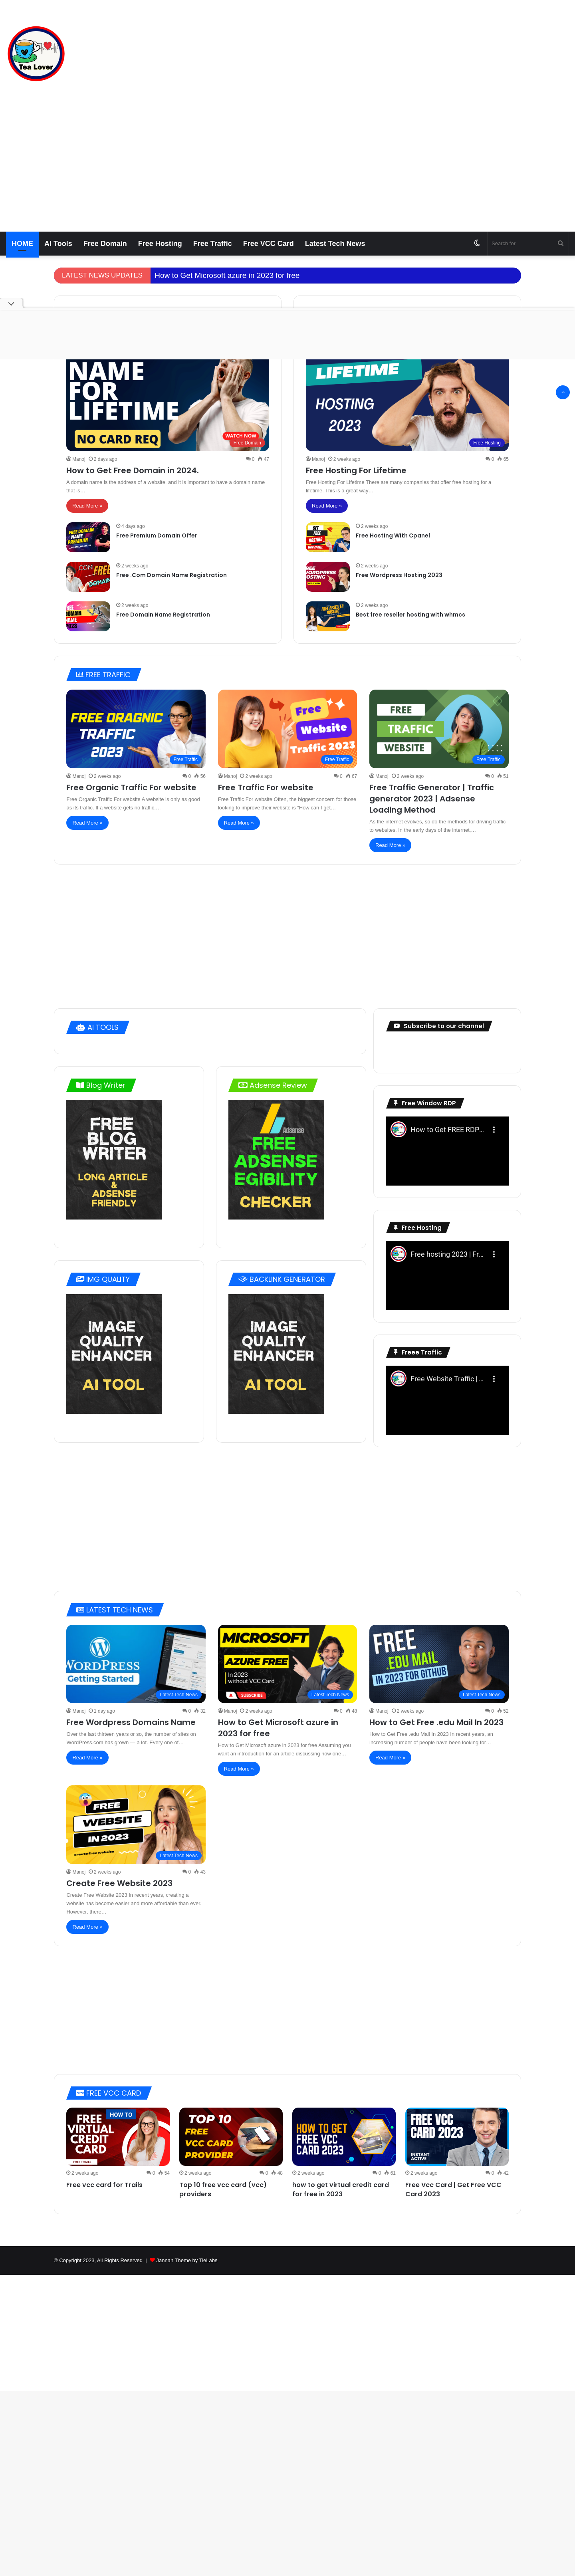 Tea Lover
HOME
AI Tools
Free Domain
Free Hosting
Free Traffic
Free VCC Card
Latest Tech News
Search for
LATEST NEWS UPDATES
How to Get Microsoft azure in 2023 for free
NAME
FOR
LIFETIME
NO CARD REQ
WATCH NOW
Free Domain
Manoj 2 days ago 0 47
How to Get Free Domain in 2024.
A domain name is the address of a website, and it is important to have a domain name
that is…
Read More »
4 days ago
Free Premium Domain Offer
2 weeks ago
Free .Com Domain Name Registration
2 weeks ago
Free Domain Name Registration
LIFETIME
HOSTING
2023
Free Hosting
Manoj 2 weeks ago 0 65
Free Hosting For Lifetime
Free Hosting For Lifetime There are many companies that offer free hosting for a
lifetime. This is a great way…
Read More »
2 weeks ago
Free Hosting With Cpanel
2 weeks ago
Free Wordpress Hosting 2023
2 weeks ago
Best free reseller hosting with whmcs
FREE TRAFFIC
FREE ORAGNIC
TRAFFIC
2023
Free Traffic
Manoj 2 weeks ago 0 56
Free Organic Traffic For website
Free Organic Traffic For website A website is only as good
as its traffic. If a website gets no traffic,…
Read More »
Free
Website
Traffic 2023
Free Traffic
Manoj 2 weeks ago 0 67
Free Traffic For website
Free Traffic For website Often, the biggest concern for those
looking to improve their website is "How can I get…
Read More »
FREE
TRAFFIC
WEBSITE
Free Traffic
Manoj 2 weeks ago 0 51
Free Traffic Generator | Traffic
generator 2023 | Adsense
Loading Method
As the internet evolves, so do the methods for driving traffic
to websites. In the early days of the internet,…
Read More »
AI TOOLS
Subscribe to our channel
Blog Writer
FREE
BLOG
WRITER
LONG ARTICLE
&
ADSENSE
FRIENDLY
Adsense Review
Adsense
FREE
ADSENSE
EGIBILITY
CHECKER
Free Window RDP
How to Get FREE RDP...
Free Hosting
Free hosting 2023 | Fr...
IMG QUALITY
IMAGE
QUALITY
ENHANCER
AI TOOL
BACKLINK GENERATOR
IMAGE
QUALITY
ENHANCER
AI TOOL
Freee Traffic
Free Website Traffic | ...
LATEST TECH NEWS
WORDPRESS
Getting Started
Latest Tech News
Manoj 1 day ago 0 32
Free Wordpress Domains Name
Over the last thirteen years or so, the number of sites on
WordPress.com has grown — a lot. Every one of…
Read More »
MICROSOFT
AZURE FREE
In 2023
without VCC Card
SUBSCRIBE
Latest Tech News
Manoj 2 weeks ago 0 48
How to Get Microsoft azure in
2023 for free
How to Get Microsoft azure in 2023 for free Assuming you
want an introduction for an article discussing how one…
Read More »
FREE
.EDU MAIL
IN 2023 FOR GITHUB
Latest Tech News
Manoj 2 weeks ago 0 52
How to Get Free .edu Mail In 2023
How to Get Free .edu Mail In 2023 In recent years, an
increasing number of people have been looking for…
Read More »
FREE
WEBSITE
IN 2023
create free website
Latest Tech News
Manoj 2 weeks ago 0 43
Create Free Website 2023
Create Free Website 2023 In recent years, creating a
website has become easier and more affordable than ever.
However, there…
Read More »
FREE VCC CARD
HOW TO
FREE
VIRTUAL
CREDIT
CARD
FREE TRAILS
2 weeks ago 0 54
Free vcc card for Trails
TOP 10
FREE
VCC CARD
PROVIDER
2 weeks ago 0 48
Top 10 free vcc card (vcc)
providers
HOW TO GET
FREE VCC
CARD 2023
2 weeks ago 0 61
how to get virtual credit card
for free in 2023
FREE VCC
CARD 2023
INSTANT
ACTIVE
2 weeks ago 0 42
Free Vcc Card | Get Free VCC
Card 2023
© Copyright 2023, All Rights Reserved | Jannah Theme by TieLabs